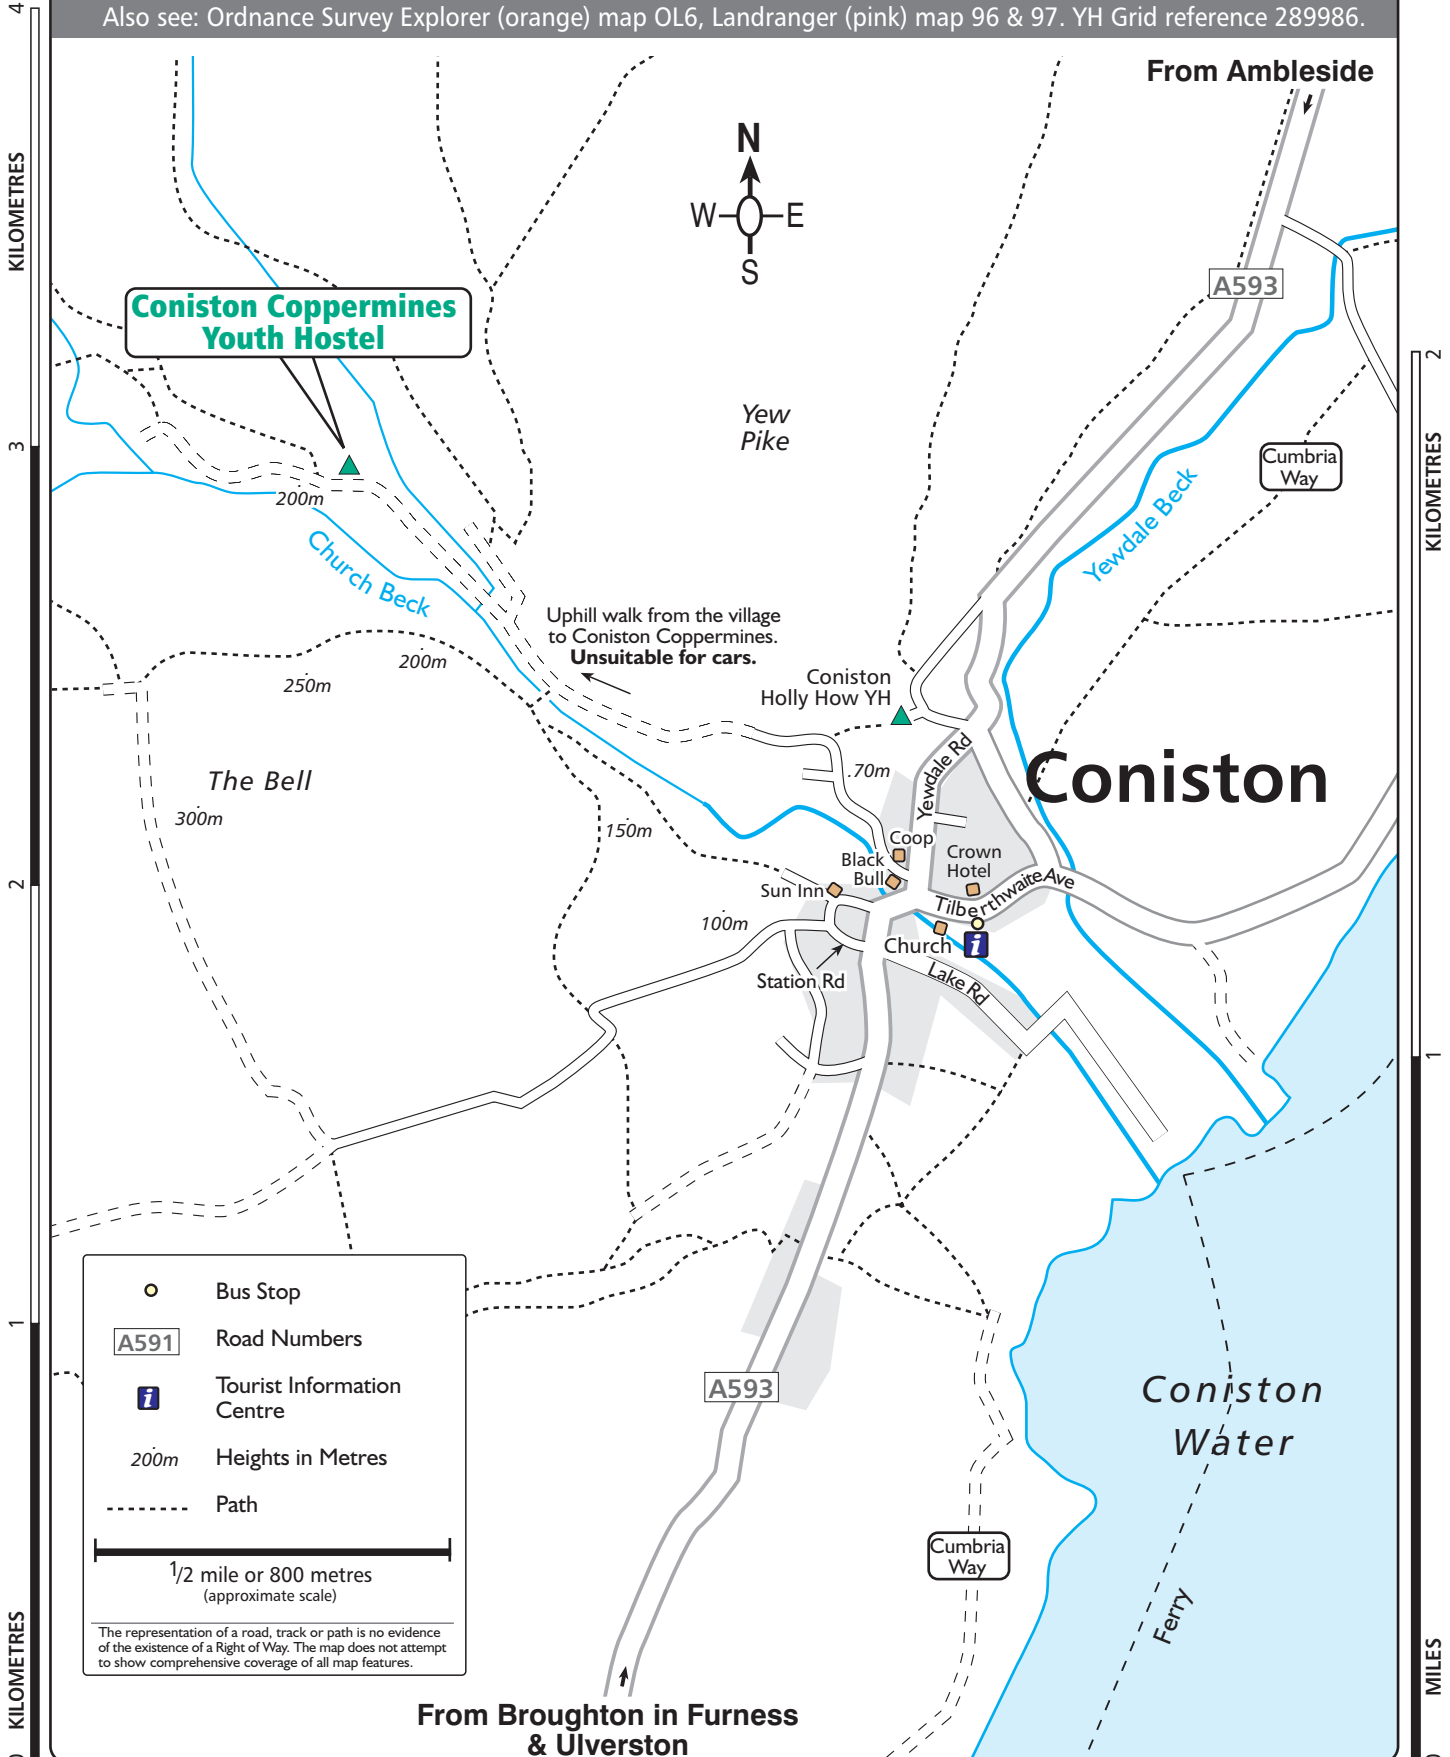 Also see: Ordnance Survey Explorer (orange) map OL6, Landranger (pink) map 96 & 97. YH Grid reference 289986.
From Ambleside
N
W E
S
A593
Coniston Coppermines
Youth Hostel
Yew
Pike
Cumbria
Way
Yewdale Beck
200m
Church Beck
Uphill walk from the village
to Coniston Coppermines.
Unsuitable for cars.
200m
250m
Coniston
Holly How YH
The Bell
300m
.70m
Yewdale Rd
Coniston
150m
Coop
Black
Bull
Crown
Hotel
Sun Inn
Tilberthwaite Ave
100m
Church
i
Station Rd
Lake Rd
Bus Stop
A591
Road Numbers
i
Tourist Information
Centre
200m
Heights in Metres
Path
1/2 mile or 800 metres
(approximate scale)
The representation of a road, track or path is no evidence
of the existence of a Right of Way. The map does not attempt
to show comprehensive coverage of all map features.
A593
Coniston
Water
Cumbria
Way
Ferry
From Broughton in Furness
& Ulverston
4
KILOMETRES
3
2
1
KILOMETRES
2
KILOMETRES
1
MILES